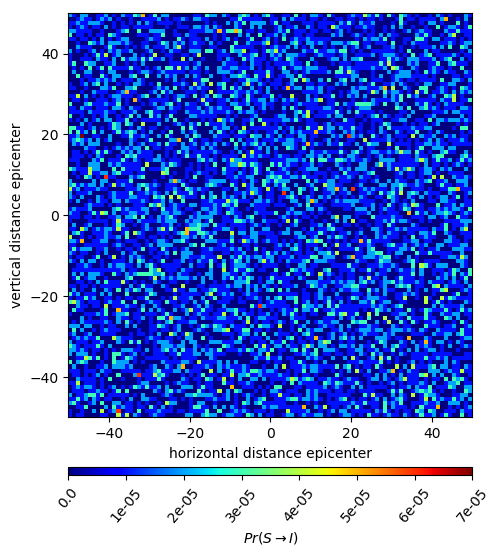 40
20
0
−20
−40
vertical distance epicenter
−40 −20 0 20 40
horizontal distance epicenter
0.0 1e-05 2e-05 3e-05 4e-05 5e-05 6e-05 7e-05
Pr(S→I)